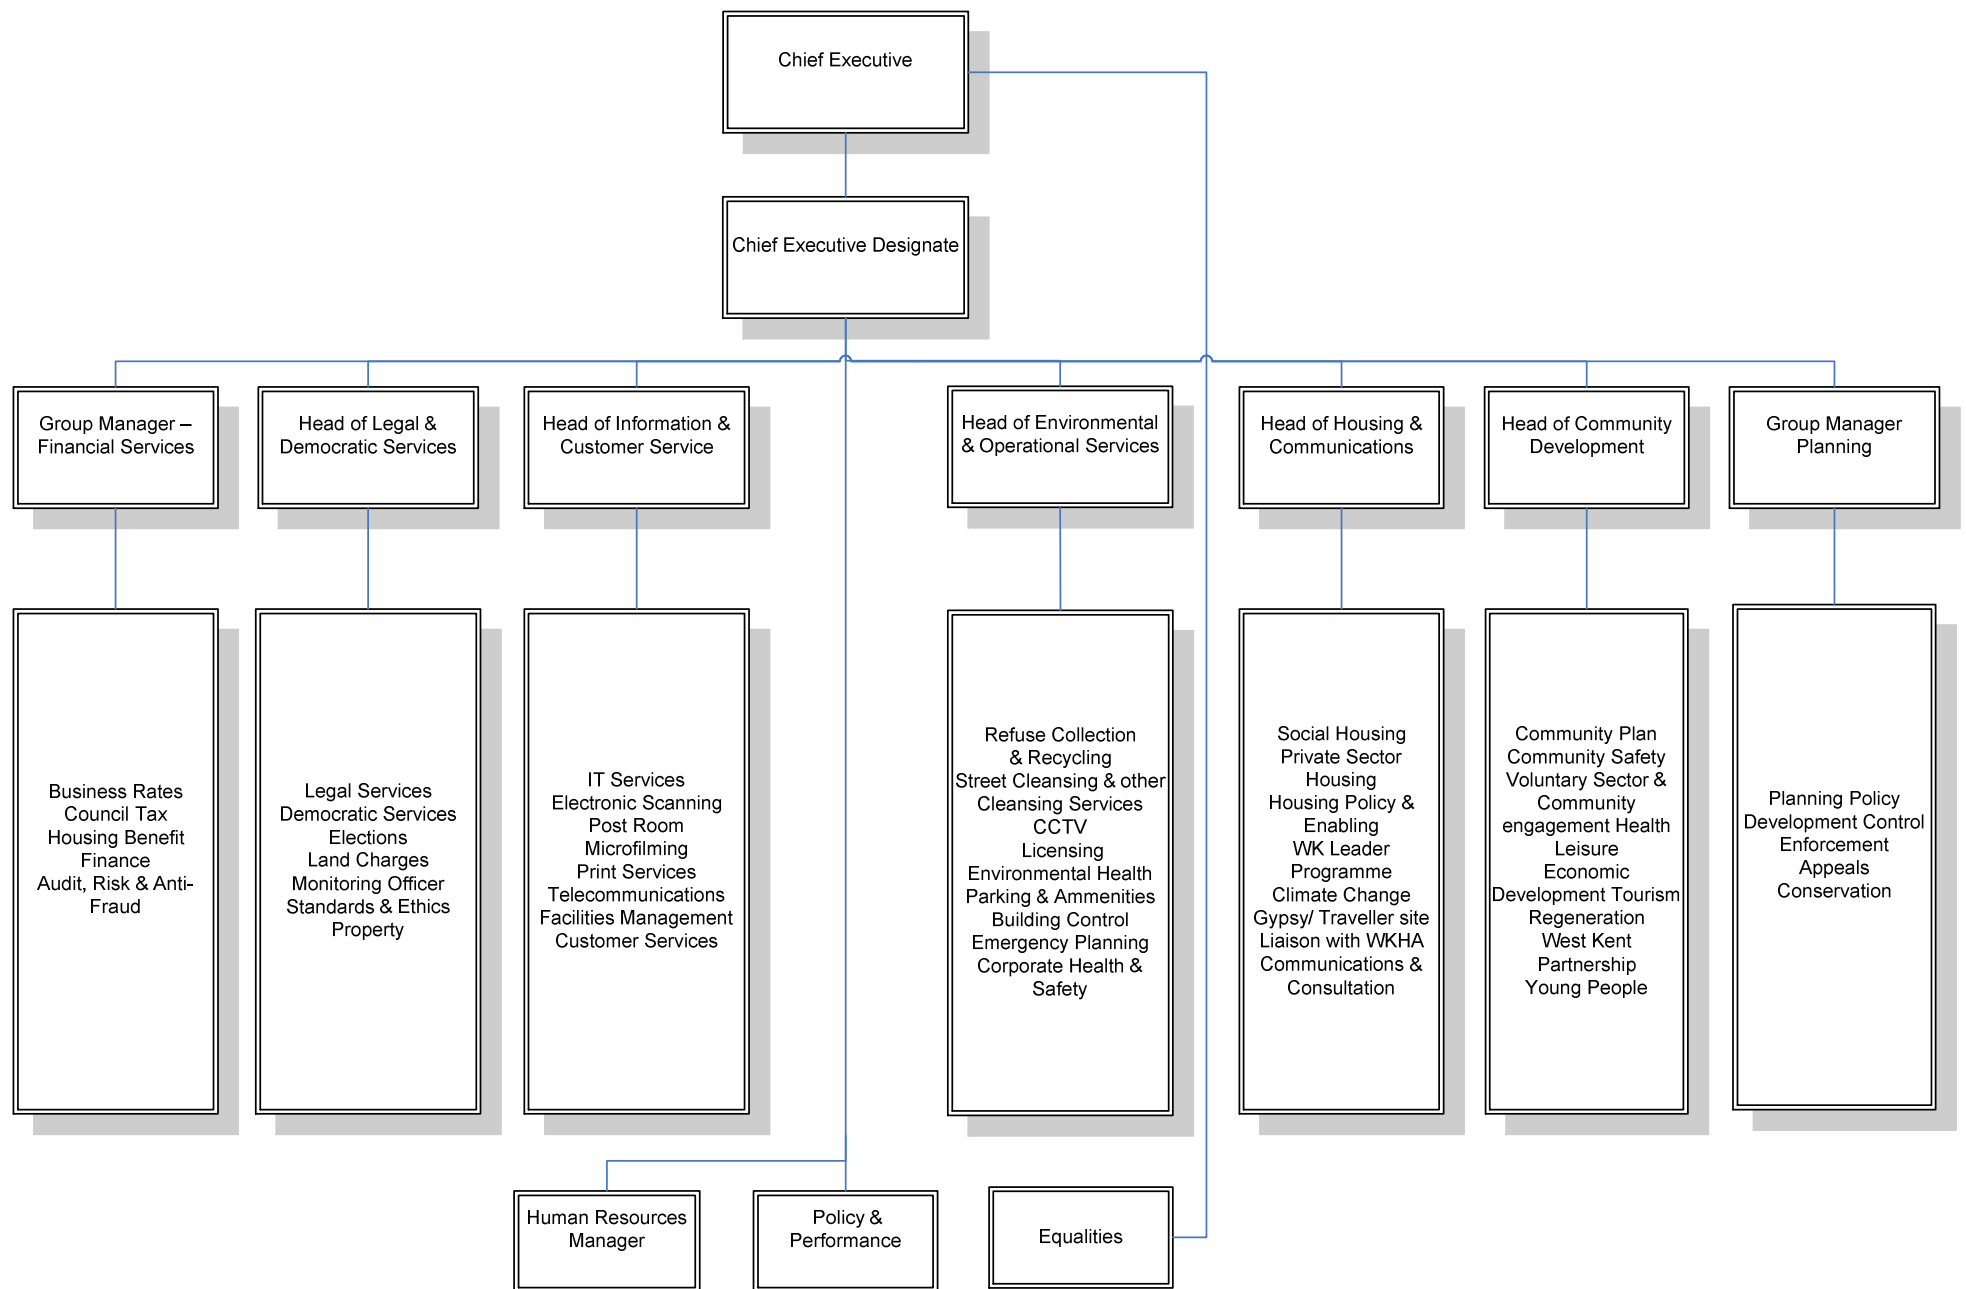 Chief Executive
Chief Executive Designate
Group Manager –
Financial Services
Head of Legal &
Democratic Services
Head of Information &
Customer Service
Head of Environmental
& Operational Services
Head of Housing &
Communications
Head of Community
Development
Group Manager
Planning
Business Rates
Council Tax
Housing Benefit
Finance
Audit, Risk & Anti-
Fraud
Legal Services
Democratic Services
Elections
Land Charges
Monitoring Officer
Standards & Ethics
Property
IT Services
Electronic Scanning
Post Room
Microfilming
Print Services
Telecommunications
Facilities Management
Customer Services
Refuse Collection
& Recycling
Street Cleansing & other
Cleansing Services
CCTV
Licensing
Environmental Health
Parking & Ammenities
Building Control
Emergency Planning
Corporate Health &
Safety
Social Housing
Private Sector
Housing
Housing Policy &
Enabling
WK Leader
Programme
Climate Change
Gypsy/ Traveller site
Liaison with WKHA
Communications &
Consultation
Community Plan
Community Safety
Voluntary Sector &
Community
engagement Health
Leisure
Economic
Development Tourism
Regeneration
West Kent
Partnership
Young People
Planning Policy
Development Control
Enforcement
Appeals
Conservation
Human Resources
Manager
Policy &
Performance
Equalities